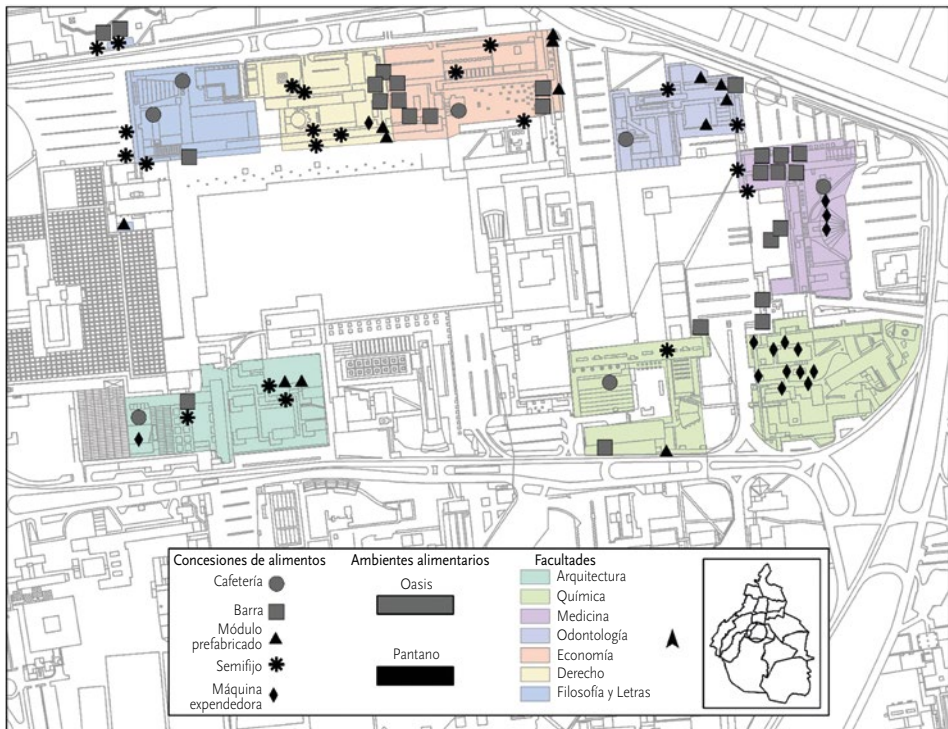 Concesiones de alimentos
Cafetería
Barra
Módulo
prefabricado
Semifijo
Máquina
expendedora
Ambientes alimentarios
Oasis
Pantano
Facultades
Arquitectura
Química
Medicina
Odontología
Economía
Derecho
Filosofía y Letras